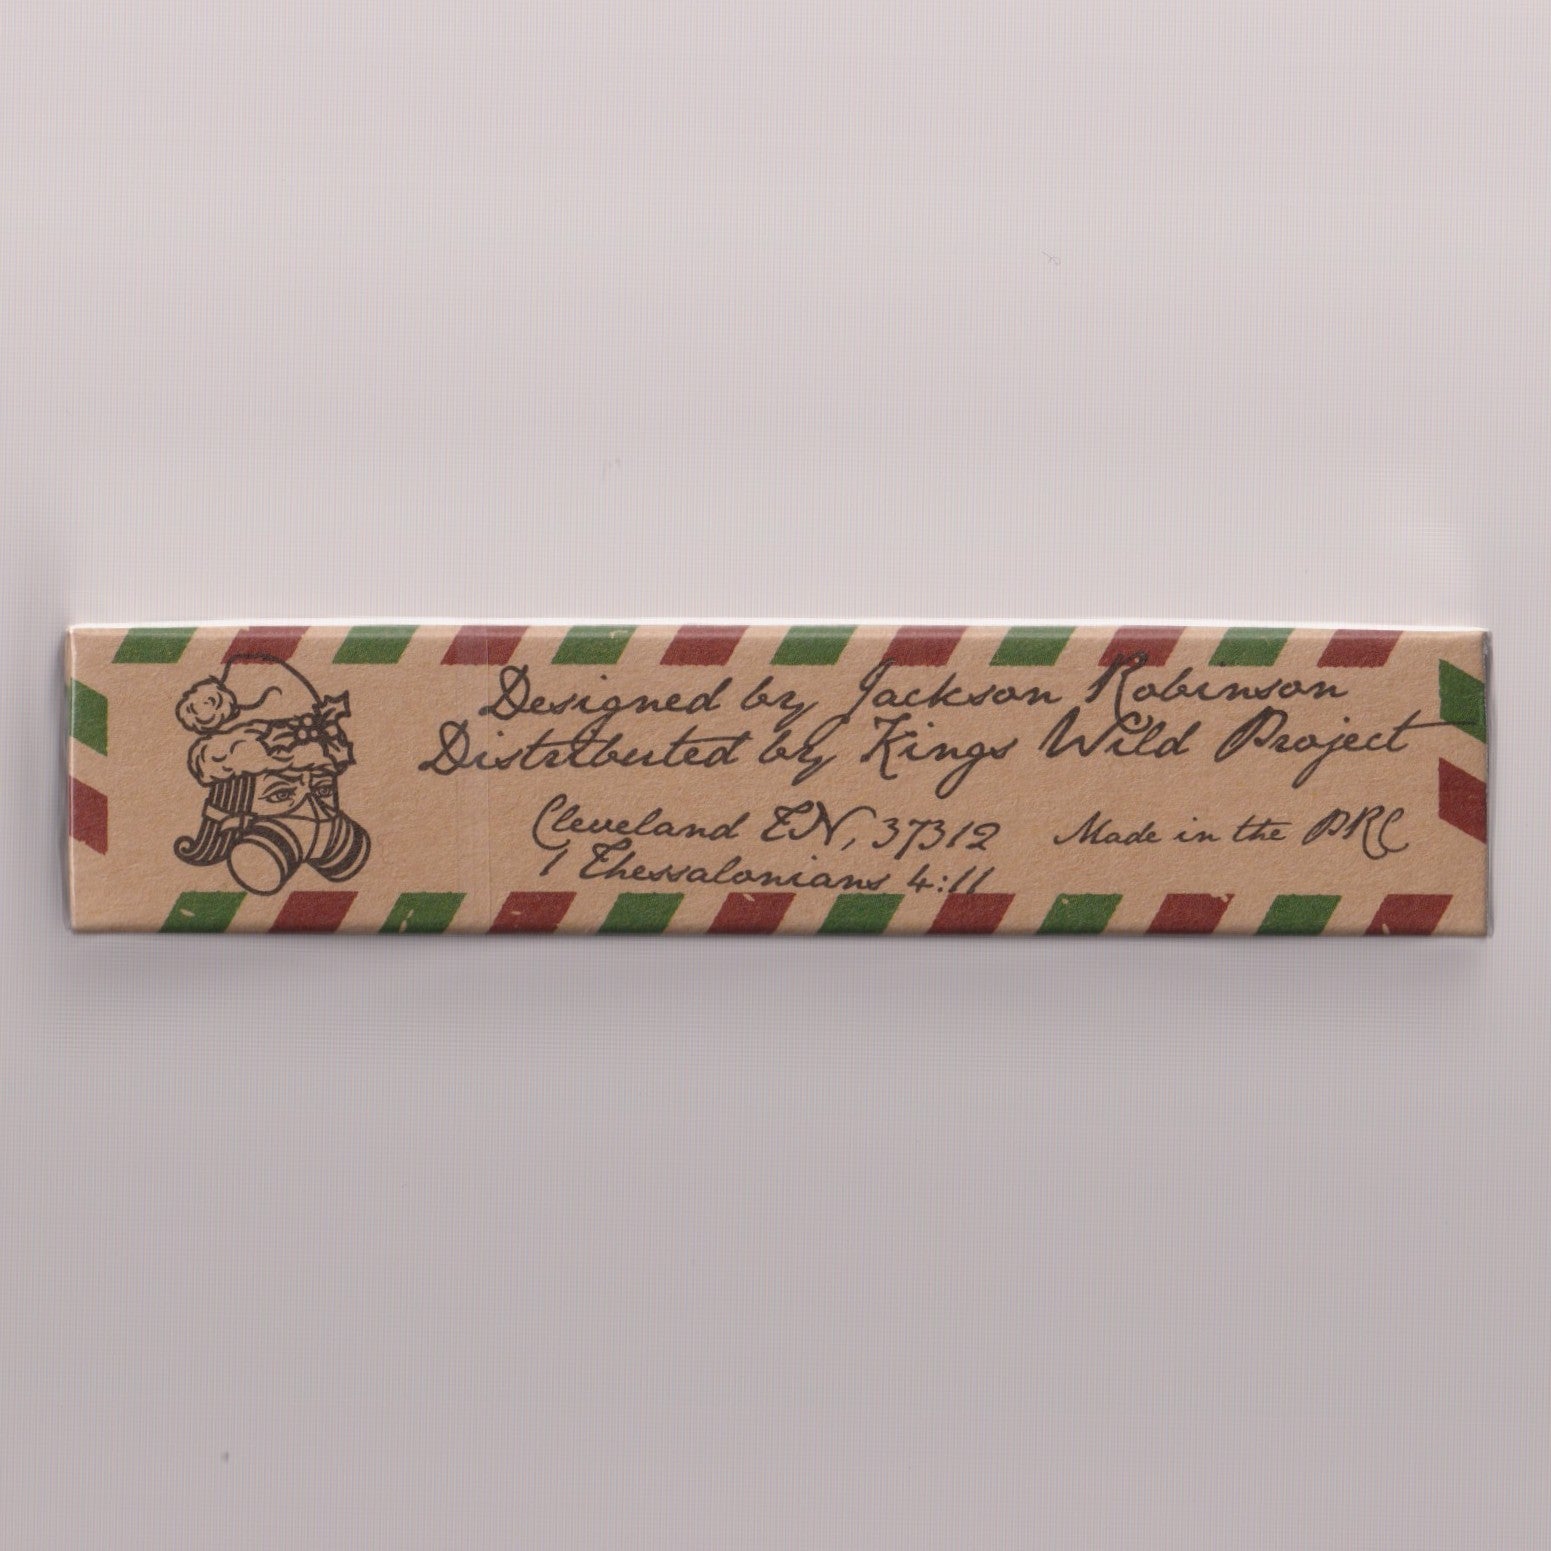 Designed by Jackson Robinson
Distributed by Kings Wild Project
Cleveland TN, 37312
1 Thessalonians 4:11
Made in the PRC